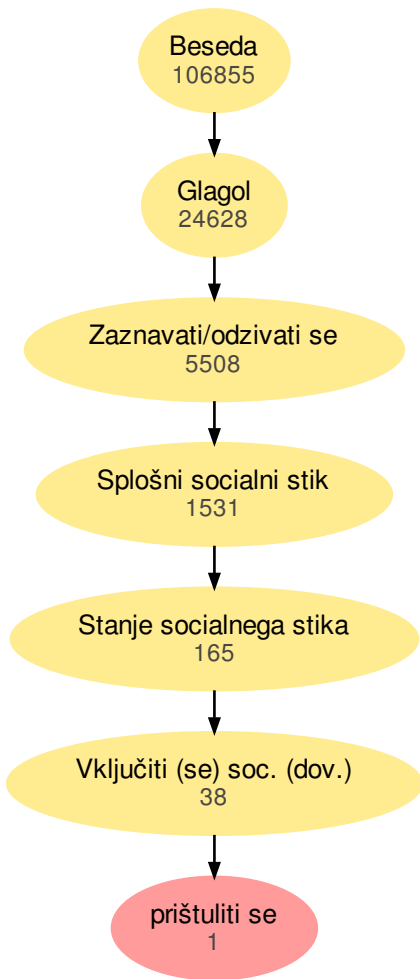 Beseda
106855
Glagol
24628
Zaznavati/odzivati se
5508
Splošni socialni stik
1531
Stanje socialnega stika
165
Vključiti (se) soc. (dov.)
38
prištuliti se
1